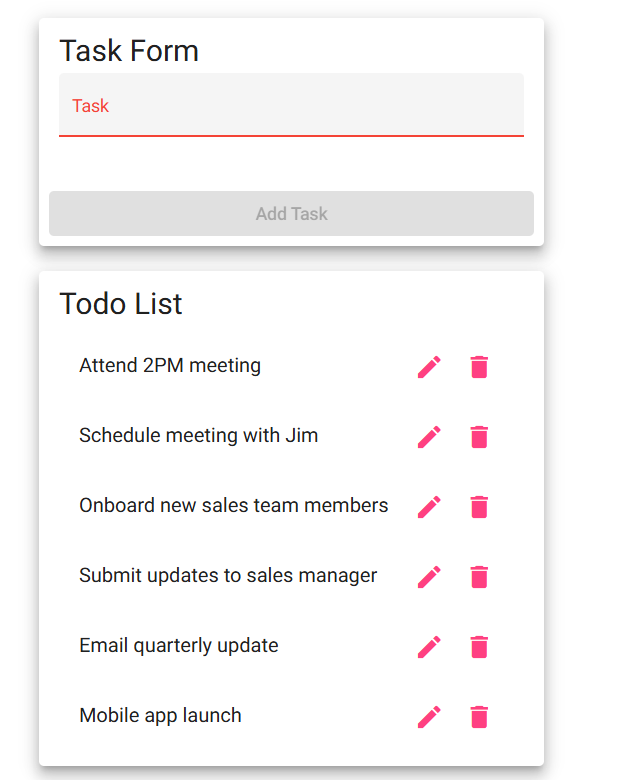 Task Form
Task
Add Task
Todo List
Attend 2PM meeting
Schedule meeting with Jim
Onboard new sales team members
Submit updates to sales manager
Email quarterly update
Mobile app launch